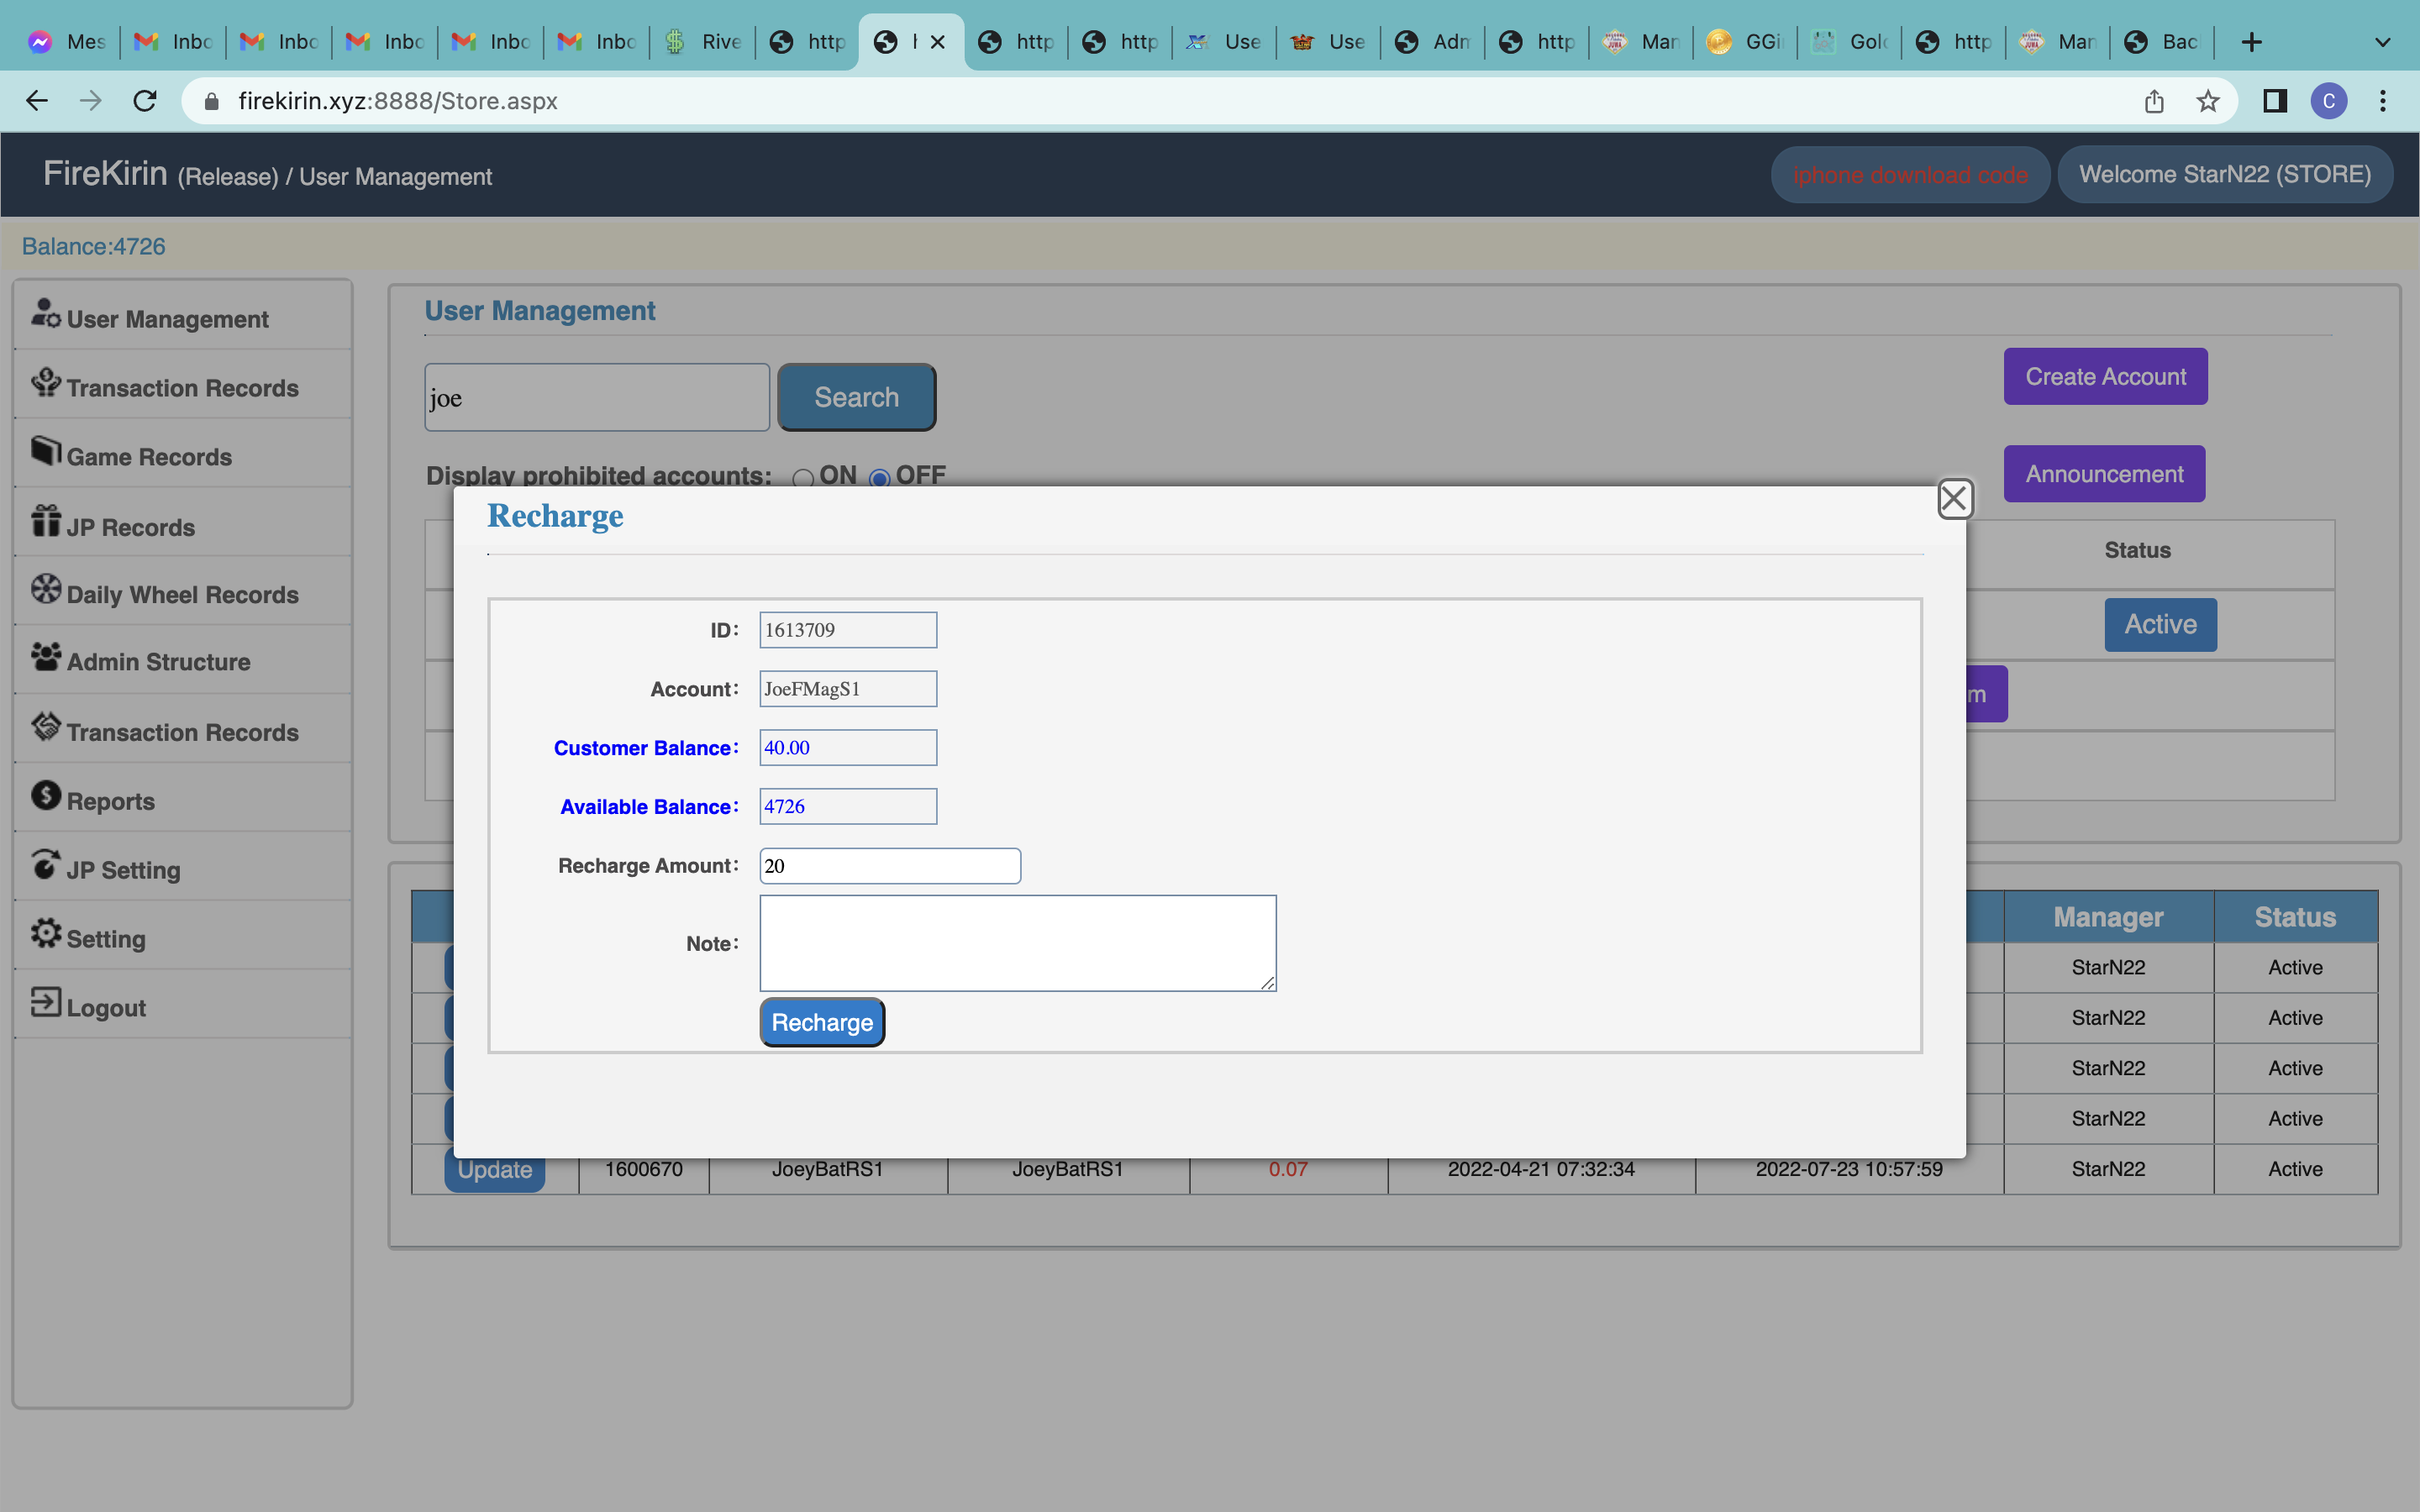 Mes
Inbo
Inbo
Inbo
Inbo
Inbo
Rive
http
http
http
Use
Use
Adm
http
Man
GGi
Gold
http
Man
Bac
firekirin.xyz:8888/Store.aspx
C
FireKirin (Release) / User Management
iphone download code
Welcome StarN22 (STORE)
Balance:4726
User Management
Transaction Records
Game Records
JP Records
Daily Wheel Records
Admin Structure
Transaction Records
Reports
JP Setting
Setting
Logout
User Management
joe
Search
Create Account
Display prohibited accounts: ON OFF
Announcement
Status
Active
m
Recharge
ID: 1613709
Account: JoeFMagS1
Customer Balance: 40.00
Available Balance: 4726
Recharge Amount: 20
Note:
Recharge
Manager Status
StarN22 Active
StarN22 Active
StarN22 Active
StarN22 Active
Update 1600670 JoeyBatRS1 JoeyBatRS1 0.07 2022-04-21 07:32:34 2022-07-23 10:57:59 StarN22 Active